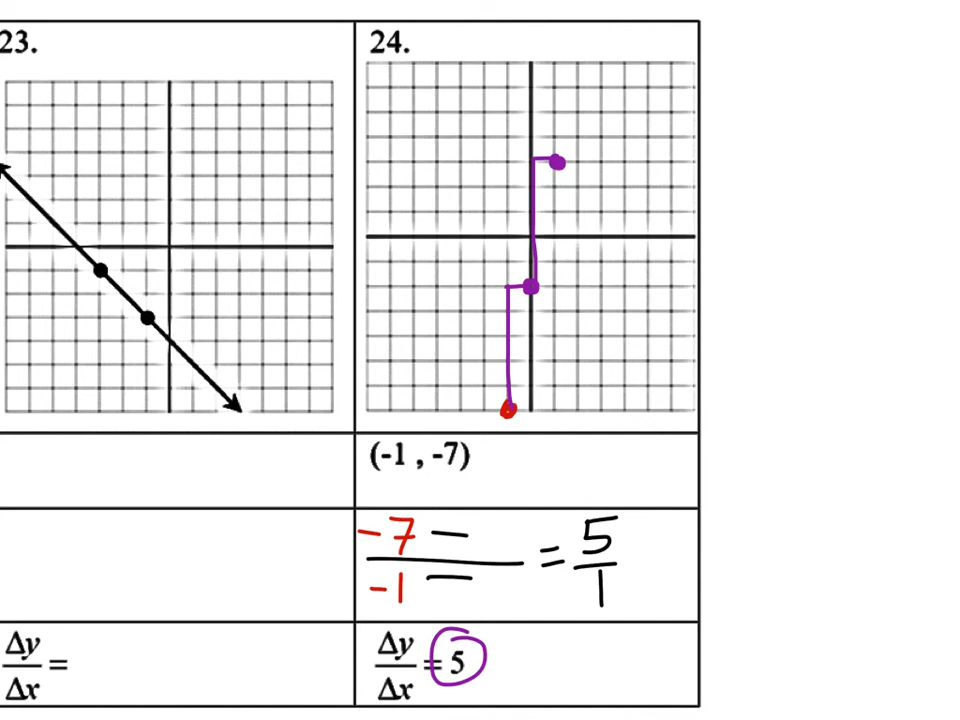 23.
24.
(-1 , -7)
-7 — 
-1 —
= 5
1
Δy
Δx
=
Δy
Δx
= 5